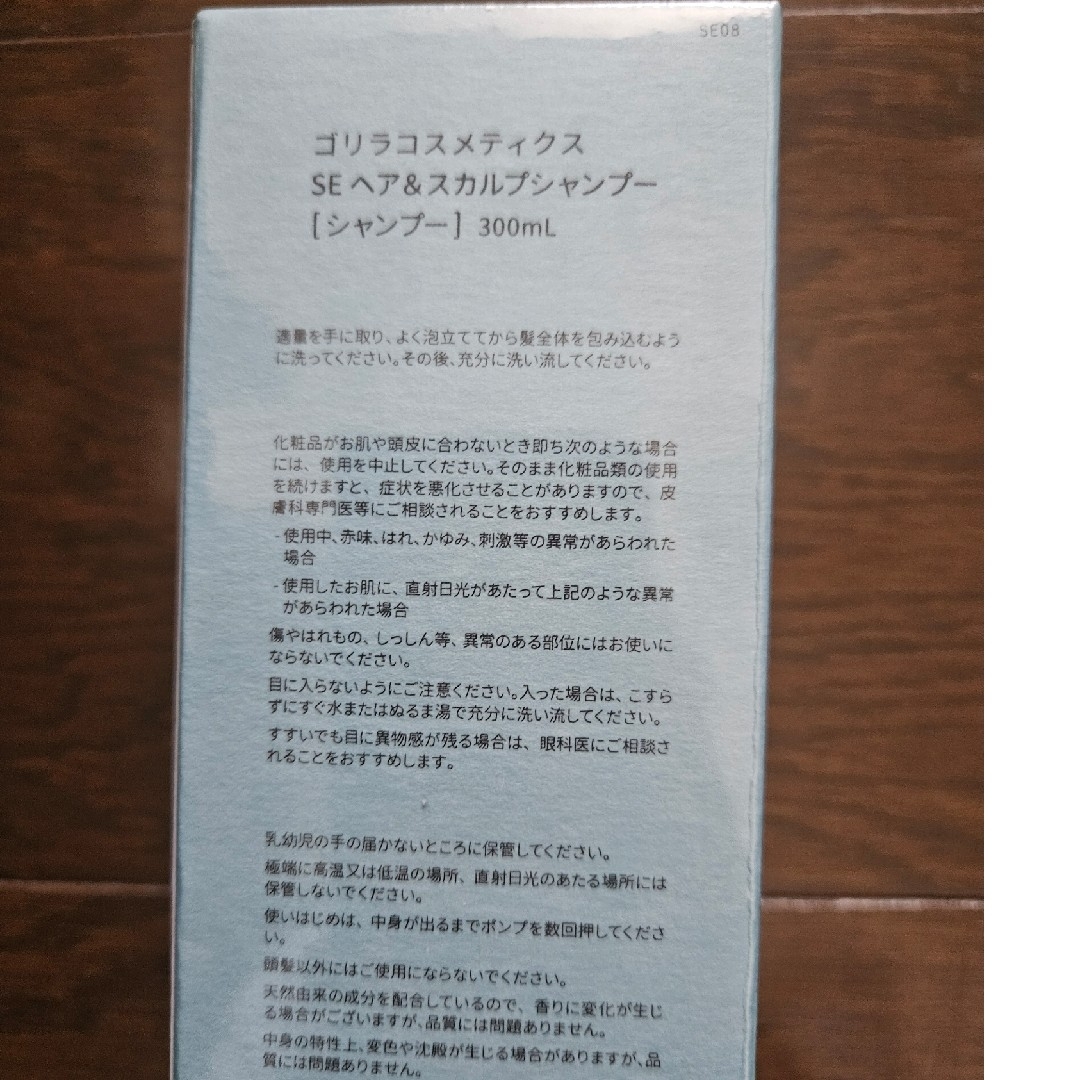 SE08
ゴリラコスメティクス
SE ヘア&スカルプシャンプー
[シャンプー] 300mL
適量を手に取り、よく泡立ててから髪全体を包み込むよう
に洗ってください。その後、充分に洗い流してください。
化粧品がお肌や頭皮に合わないとき即ち次のような場合
には、使用を中止してください。そのまま化粧品類の使用
を続けますと、症状を悪化させることがありますので、皮
膚科専門医等にご相談されることをおすすめします。
- 使用中、赤味、はれ、かゆみ、刺激等の異常があらわれた
場合
- 使用したお肌に、直射日光があたって上記のような異常
があらわれた場合
傷やはれもの、しっしん等、異常のある部位にはお使いに
ならないでください。
目に入らないようにご注意ください。入った場合は、こすら
ずにすぐ水またはぬるま湯で充分に洗い流してください。
すすいでも目に異物感が残る場合は、眼科医にご相談さ
れることをおすすめします。
乳幼児の手の届かないところに保管してください。
極端に高温又は低温の場所、直射日光のあたる場所には
保管しないでください。
使いはじめは、中身が出るまでポンプを数回押してくださ
い。
頭髪以外にはご使用にならないでください。
天然由来の成分を配合しているので、香りに変化が生じ
る場合がございますが、品質には問題ありません。
中身の特性上、変色や沈殿が生じる場合がありますが、品
質には問題ありません。